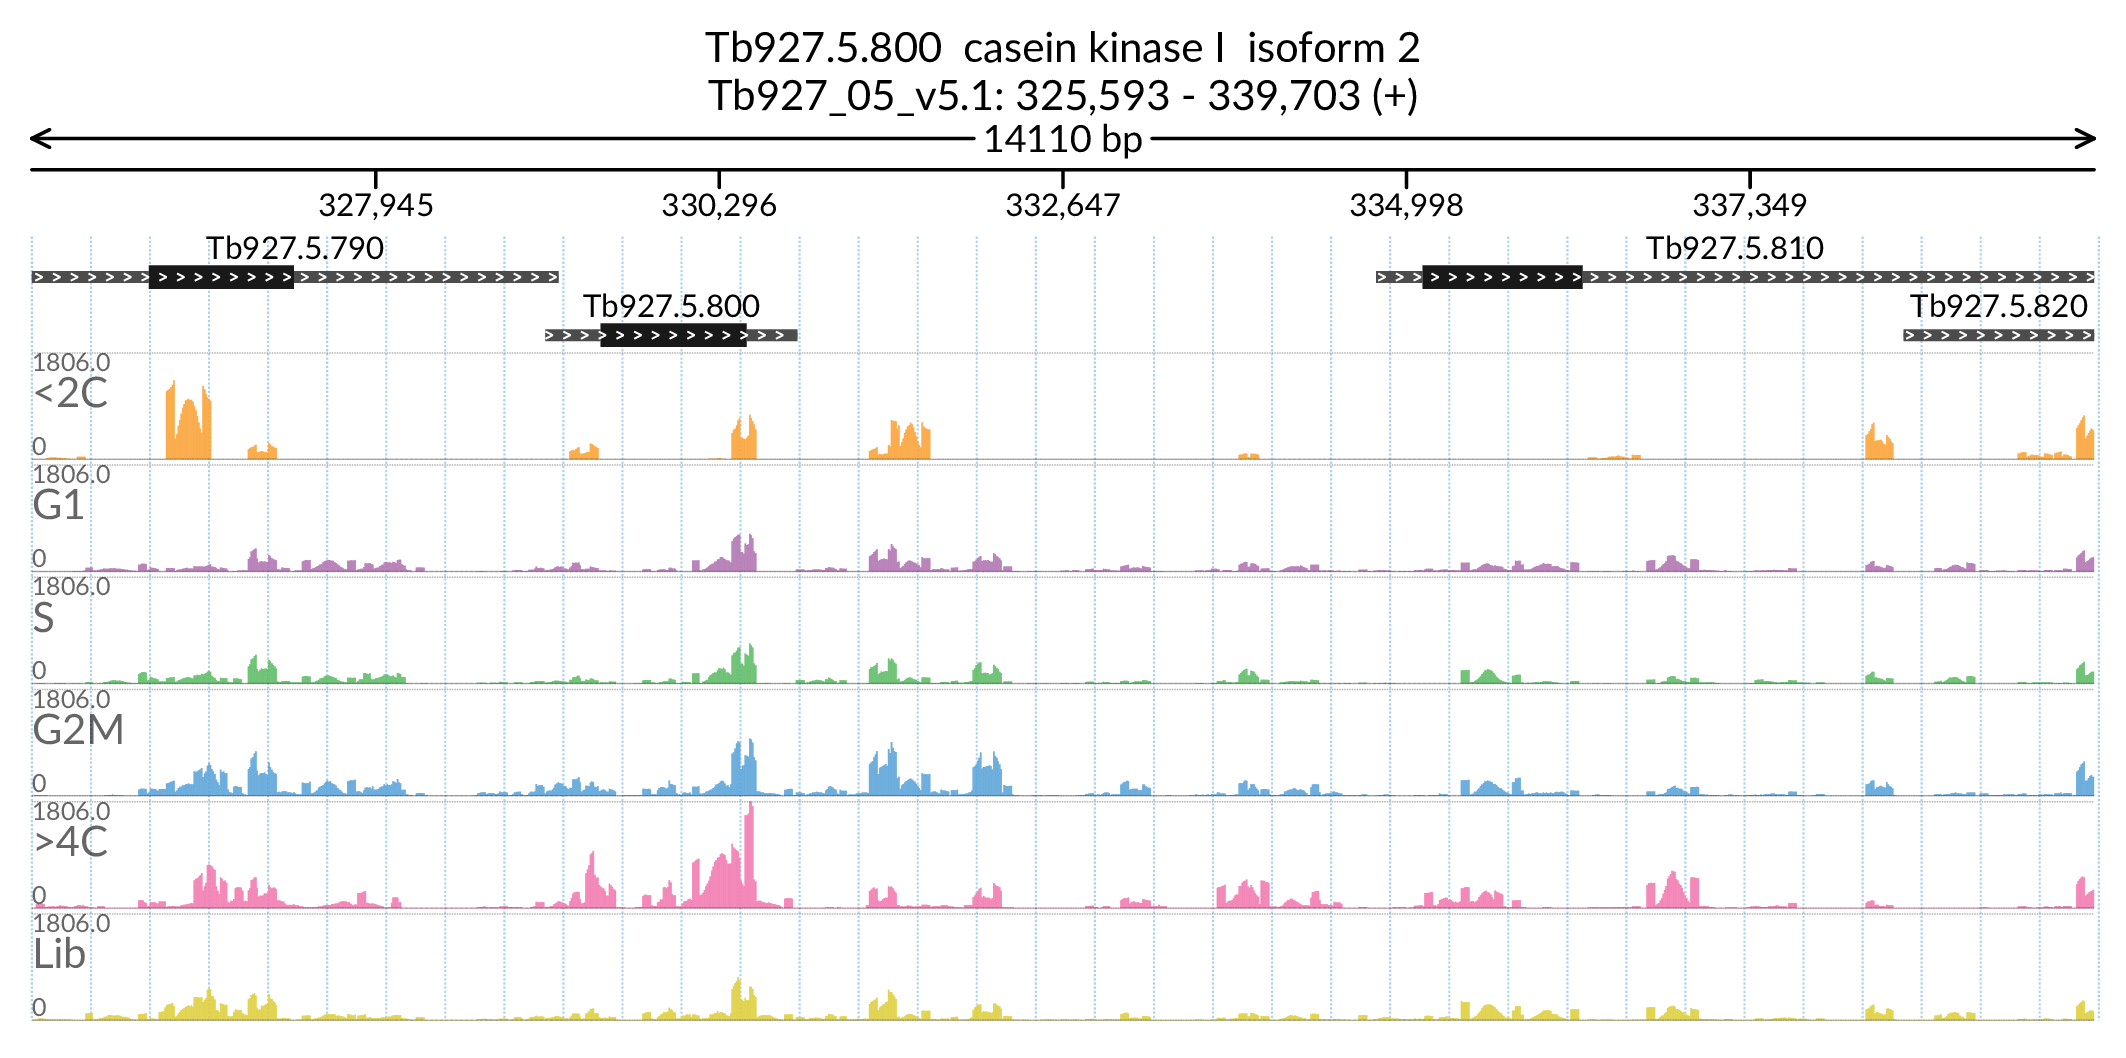 Tb927.5.800 casein kinase I isoform 2
Tb927_05_v5.1: 325,593 - 339,703 (+)
14110 bp
327,945 330,296 332,647 334,998 337,349
Tb927.5.790 Tb927.5.810
Tb927.5.800 Tb927.5.820
1806.0
<2C
0
1806.0
G1
0
1806.0
S
0
1806.0
G2M
0
1806.0
>4C
0
1806.0
Lib
0